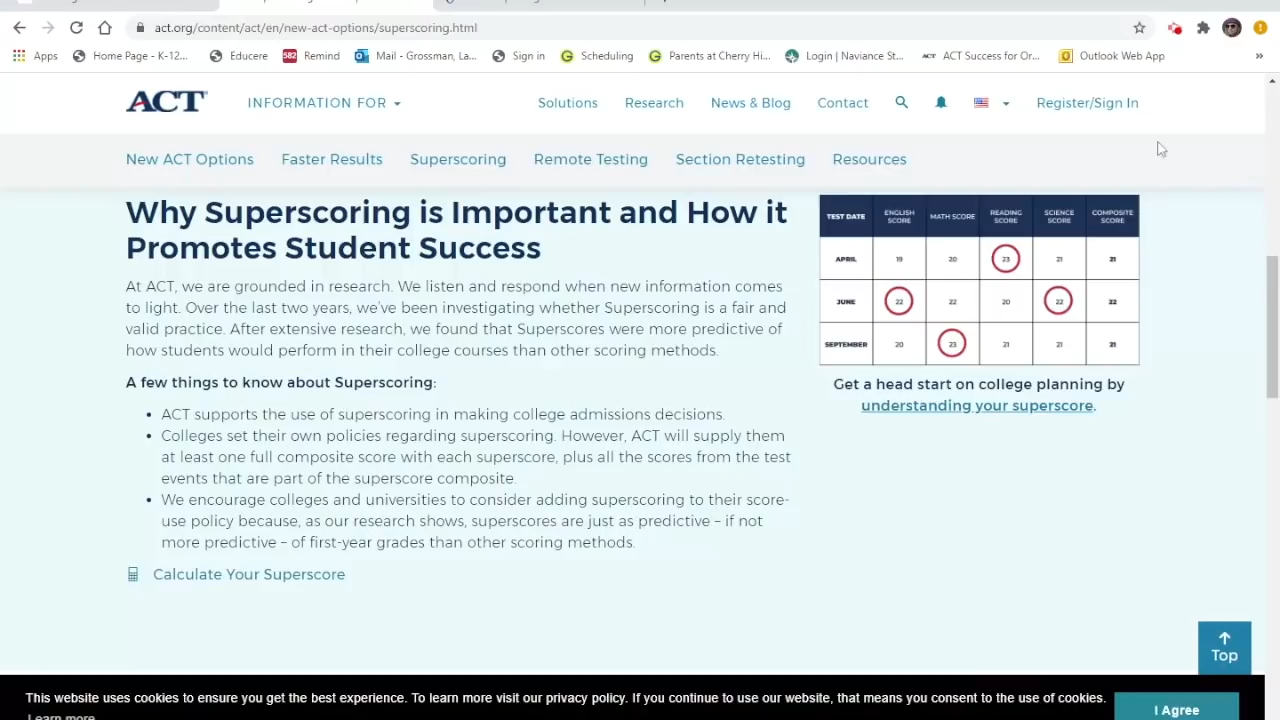 act.org/content/act/en/new-act-options/superscoring.html
Apps Home Page - K-12... Educere Remind Mail - Grossman, La... Sign in Scheduling Parents at Cherry Hi... Login | Naviance St... ACT Success for Or... Outlook Web App »
ACT INFORMATION FOR Solutions Research News & Blog Contact Register/Sign In
New ACT Options Faster Results Superscoring Remote Testing Section Retesting Resources
Why Superscoring is Important and How it
Promotes Student Success
At ACT, we are grounded in research. We listen and respond when new information comes
to light. Over the last two years, we've been investigating whether Superscoring is a fair and
valid practice. After extensive research, we found that Superscores were more predictive of
how students would perform in their college courses than other scoring methods.
A few things to know about Superscoring:
• ACT supports the use of superscoring in making college admissions decisions.
• Colleges set their own policies regarding superscoring. However, ACT will supply them
at least one full composite score with each superscore, plus all the scores from the test
events that are part of the superscore composite.
• We encourage colleges and universities to consider adding superscoring to their score-
use policy because, as our research shows, superscores are just as predictive – if not
more predictive – of first-year grades than other scoring methods.
Calculate Your Superscore
TEST DATE ENGLISH SCORE MATH SCORE READING SCORE SCIENCE SCORE COMPOSITE SCORE
APRIL 19 20 23 21 21
JUNE 22 22 20 22 22
SEPTEMBER 20 23 21 21 21
Get a head start on college planning by
understanding your superscore.
Top
This website uses cookies to ensure you get the best experience. To learn more visit our privacy policy. If you continue to use our website, that means you consent to the use of cookies.
Learn more
I Agree